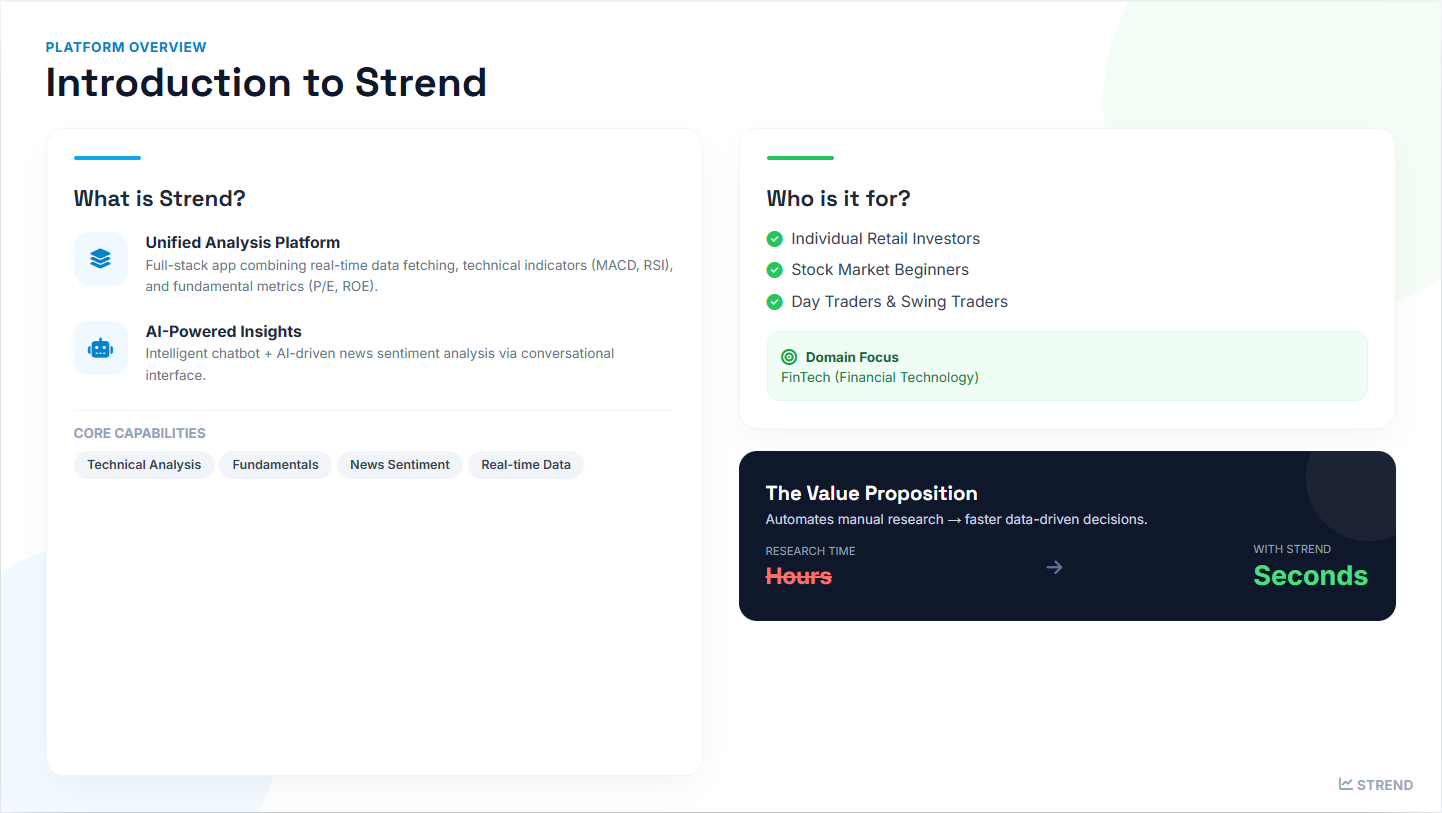 PLATFORM OVERVIEW
Introduction to Strend
What is Strend?
Unified Analysis Platform
Full-stack app combining real-time data fetching, technical indicators (MACD, RSI),
and fundamental metrics (P/E, ROE).
AI-Powered Insights
Intelligent chatbot + AI-driven news sentiment analysis via conversational
interface.
CORE CAPABILITIES
Technical Analysis Fundamentals News Sentiment Real-time Data
Who is it for?
Individual Retail Investors
Stock Market Beginners
Day Traders & Swing Traders
Domain Focus
FinTech (Financial Technology)
The Value Proposition
Automates manual research → faster data-driven decisions.
RESEARCH TIME
Hours
→
WITH STREND
Seconds
STREND